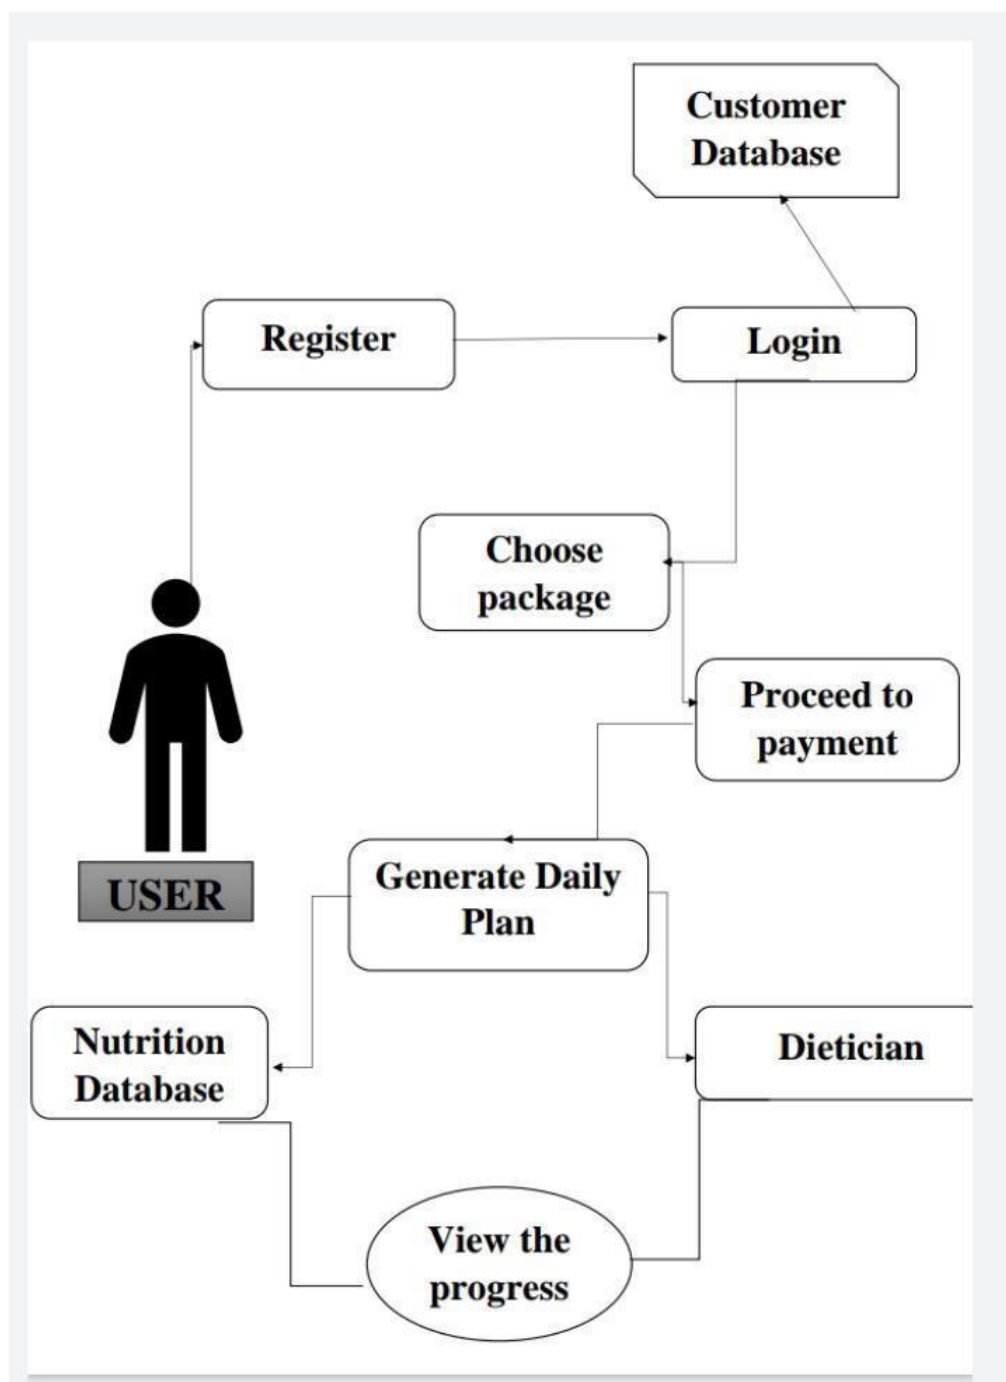 Customer
Database
Register
Login
Choose
package
Proceed to
payment
USER
Generate Daily
Plan
Nutrition
Database
Dietician
View the
progress